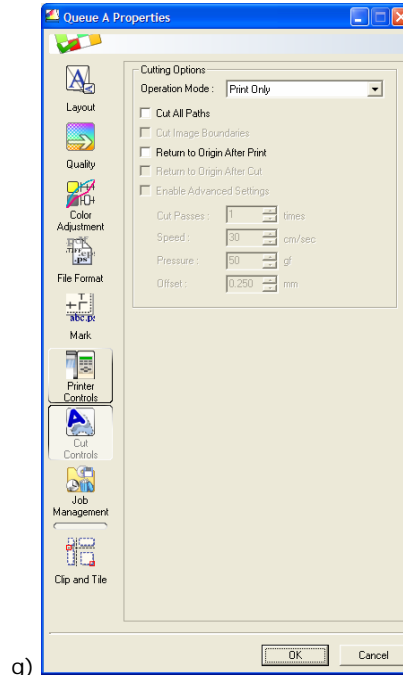 Queue A Properties
Cutting Options
Operation Mode : Print Only
Cut All Paths
Cut Image Boundaries
Return to Origin After Print
Return to Origin After Cut
Enable Advanced Settings
Cut Passes : 1 times
Speed : 30 cm/sec
Pressure : 50 gf
Offset : 0.250 mm
Layout
Quality
Color
Adjustment
File Format
abc.ps
Mark
Printer
Controls
Cut
Controls
Job
Management
Clip and Tile
OK Cancel
g)